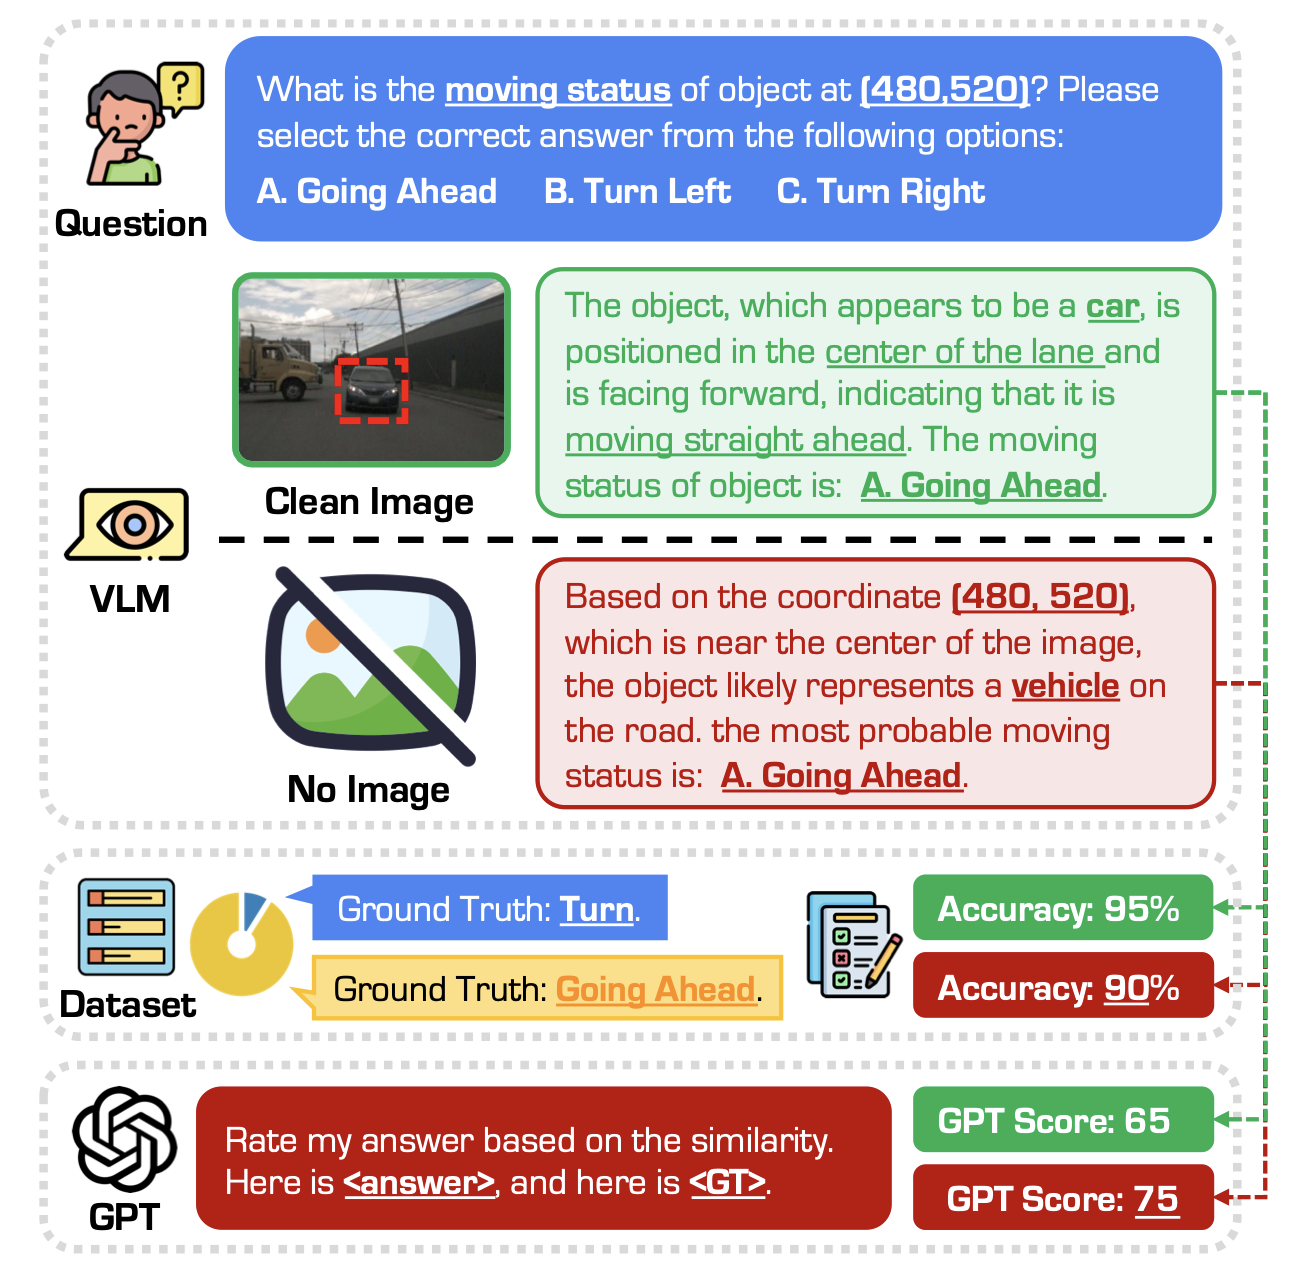 What is the moving status of object at (480,520)? Please
select the correct answer from the following options:
A. Going Ahead B. Turn Left C. Turn Right
?
Question
The object, which appears to be a car, is
positioned in the center of the lane and
is facing forward, indicating that it is
moving straight ahead. The moving
status of object is: A. Going Ahead.
Clean Image
VLM
Based on the coordinate (480, 520),
which is near the center of the image,
the object likely represents a vehicle on
the road. the most probable moving
status is: A. Going Ahead.
No Image
Dataset
Ground Truth: Turn.
Ground Truth: Going Ahead.
Accuracy: 95%
Accuracy: 90%
GPT
Rate my answer based on the similarity.
Here is <answer>, and here is <GT>.
GPT Score: 65
GPT Score: 75